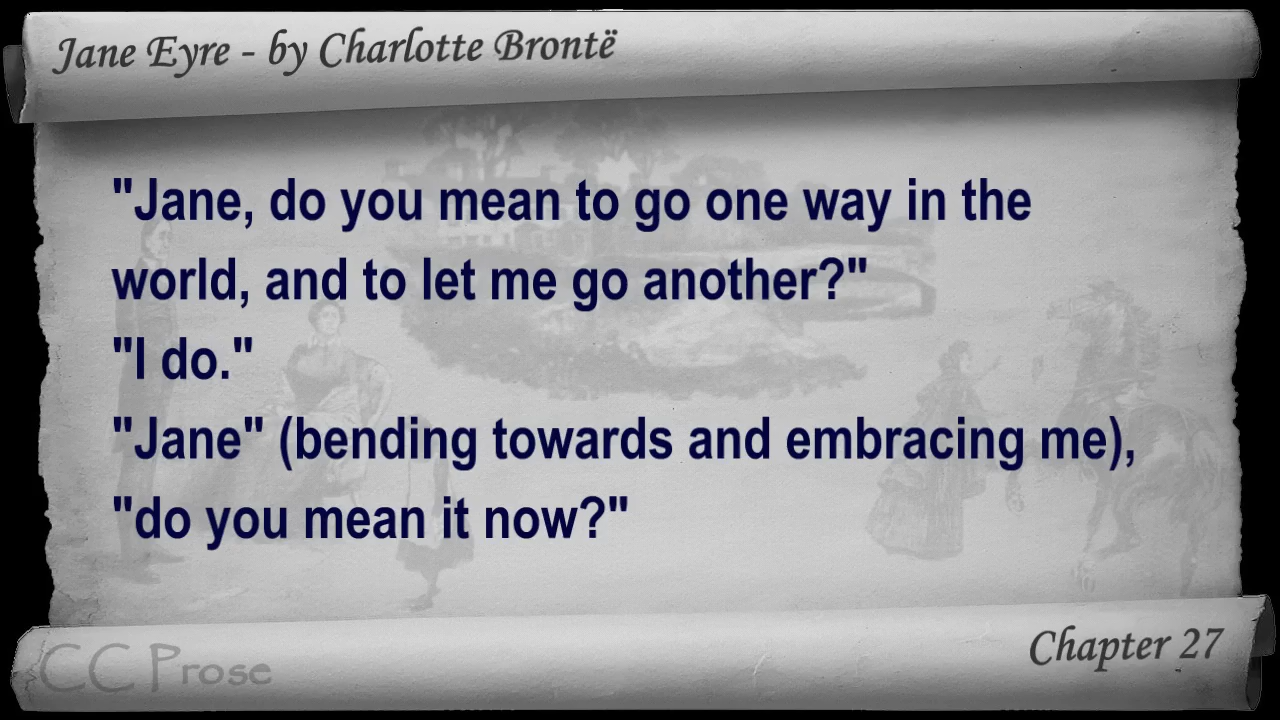 Jane Eyre - by Charlotte Brontë
"Jane, do you mean to go one way in the
world, and to let me go another?"
"I do."
"Jane" (bending towards and embracing me),
"do you mean it now?"
Chapter 27
CC Prose